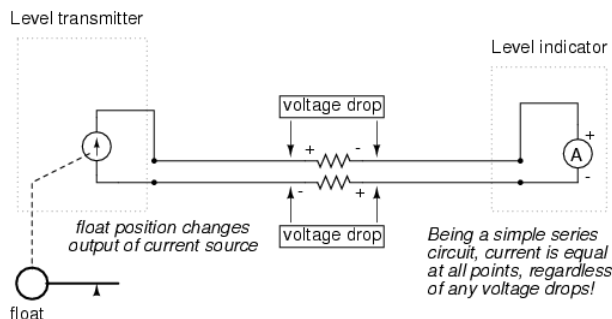 Level transmitter
Level indicator
voltage drop
+ -
+
A
-
- +
voltage drop
float position changes
output of current source
Being a simple series
circuit, current is equal
at all points, regardless
of any voltage drops!
float